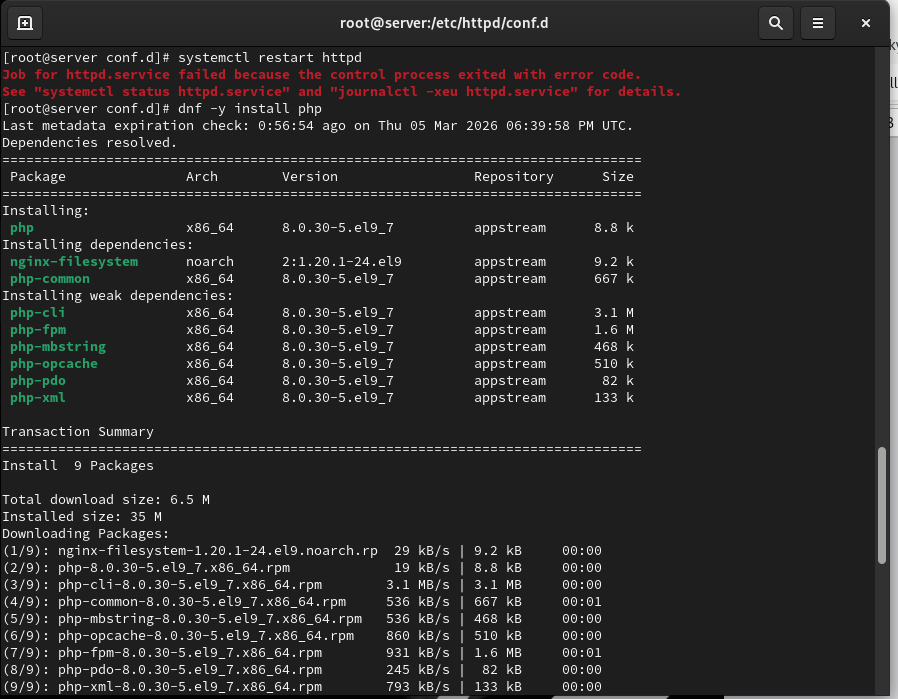 root@server:/etc/httpd/conf.d
[root@server conf.d]# systemctl restart httpd
Job for httpd.service failed because the control process exited with error code.
See "systemctl status httpd.service" and "journalctl -xeu httpd.service" for details.
[root@server conf.d]# dnf -y install php
Last metadata expiration check: 0:56:54 ago on Thu 05 Mar 2026 06:39:58 PM UTC.
Dependencies resolved.
================================================================================
Package Arch Version Repository Size
================================================================================
Installing:
php x86_64 8.0.30-5.el9_7 appstream 8.8 k
Installing dependencies:
nginx-filesystem noarch 2:1.20.1-24.el9 appstream 9.2 k
php-common x86_64 8.0.30-5.el9_7 appstream 667 k
Installing weak dependencies:
php-cli x86_64 8.0.30-5.el9_7 appstream 3.1 M
php-fpm x86_64 8.0.30-5.el9_7 appstream 1.6 M
php-mbstring x86_64 8.0.30-5.el9_7 appstream 468 k
php-opcache x86_64 8.0.30-5.el9_7 appstream 510 k
php-pdo x86_64 8.0.30-5.el9_7 appstream 82 k
php-xml x86_64 8.0.30-5.el9_7 appstream 133 k
Transaction Summary
================================================================================
Install 9 Packages
Total download size: 6.5 M
Installed size: 35 M
Downloading Packages:
(1/9): nginx-filesystem-1.20.1-24.el9.noarch.rp 29 kB/s | 9.2 kB 00:00
(2/9): php-8.0.30-5.el9_7.x86_64.rpm 19 kB/s | 8.8 kB 00:00
(3/9): php-cli-8.0.30-5.el9_7.x86_64.rpm 3.1 MB/s | 3.1 MB 00:00
(4/9): php-common-8.0.30-5.el9_7.x86_64.rpm 536 kB/s | 667 kB 00:01
(5/9): php-mbstring-8.0.30-5.el9_7.x86_64.rpm 536 kB/s | 468 kB 00:00
(6/9): php-opcache-8.0.30-5.el9_7.x86_64.rpm 860 kB/s | 510 kB 00:00
(7/9): php-fpm-8.0.30-5.el9_7.x86_64.rpm 931 kB/s | 1.6 MB 00:01
(8/9): php-pdo-8.0.30-5.el9_7.x86_64.rpm 245 kB/s | 82 kB 00:00
(9/9): php-xml-8.0.30-5.el9_7.x86_64.rpm 793 kB/s | 133 kB 00:00